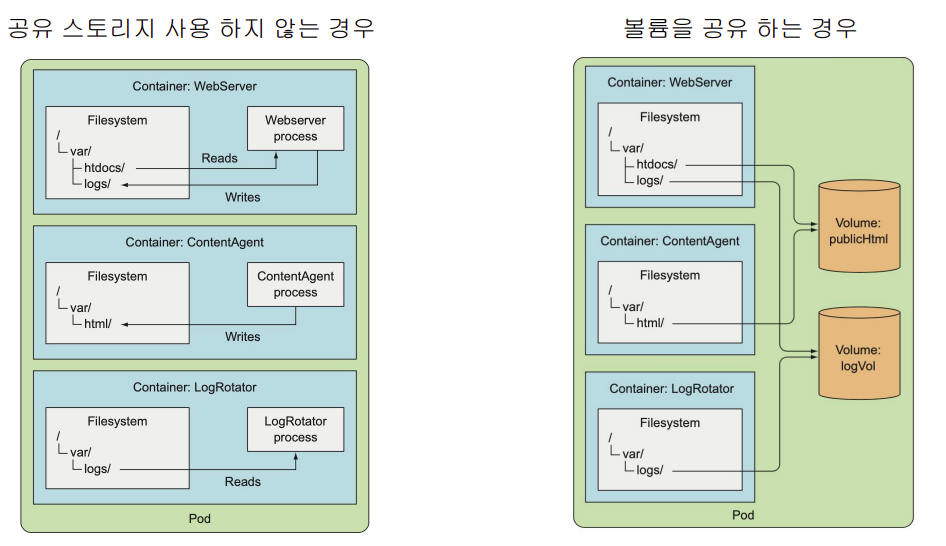 공유 스토리지 사용 하지 않는 경우
Container: WebServer
Filesystem
/
var/
htdocs/
logs/
Webserver
process
Reads
Writes
Container: ContentAgent
Filesystem
/
var/
html/
ContentAgent
process
Writes
Container: LogRotator
Filesystem
/
var/
logs/
LogRotator
process
Reads
Pod
볼륨을 공유 하는 경우
Container: WebServer
Filesystem
/
var/
htdocs/
logs/
Container: ContentAgent
Filesystem
/
var/
html/
Container: LogRotator
Filesystem
/
var/
logs/
Volume:
publicHtml
Volume:
logVol
Pod